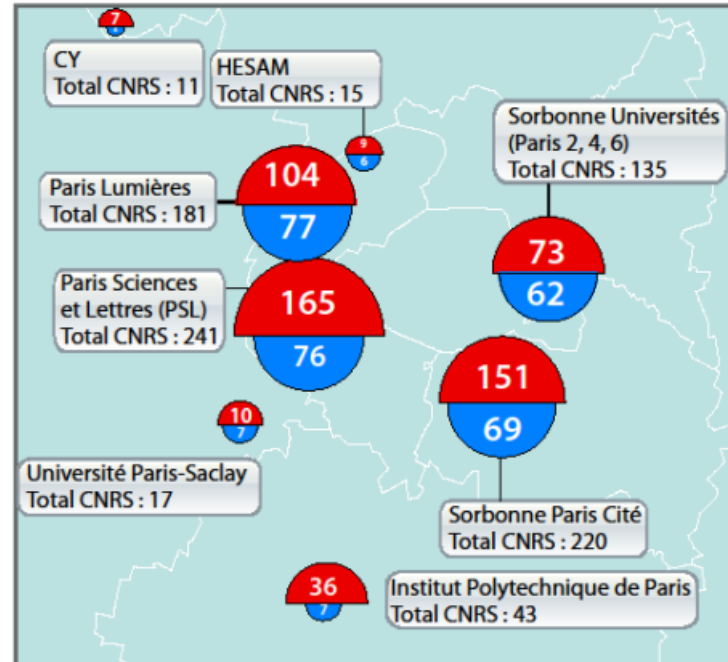 7
4
CY
Total CNRS : 11
HESAM
Total CNRS : 15
9
6
Sorbonne Universités
(Paris 2, 4, 6)
Total CNRS : 135
104
77
Paris Lumières
Total CNRS : 181
73
62
Paris Sciences
et Lettres (PSL)
Total CNRS : 241
165
76
151
69
10
7
Université Paris-Saclay
Total CNRS : 17
Sorbonne Paris Cité
Total CNRS : 220
36
7
Institut Polytechnique de Paris
Total CNRS : 43